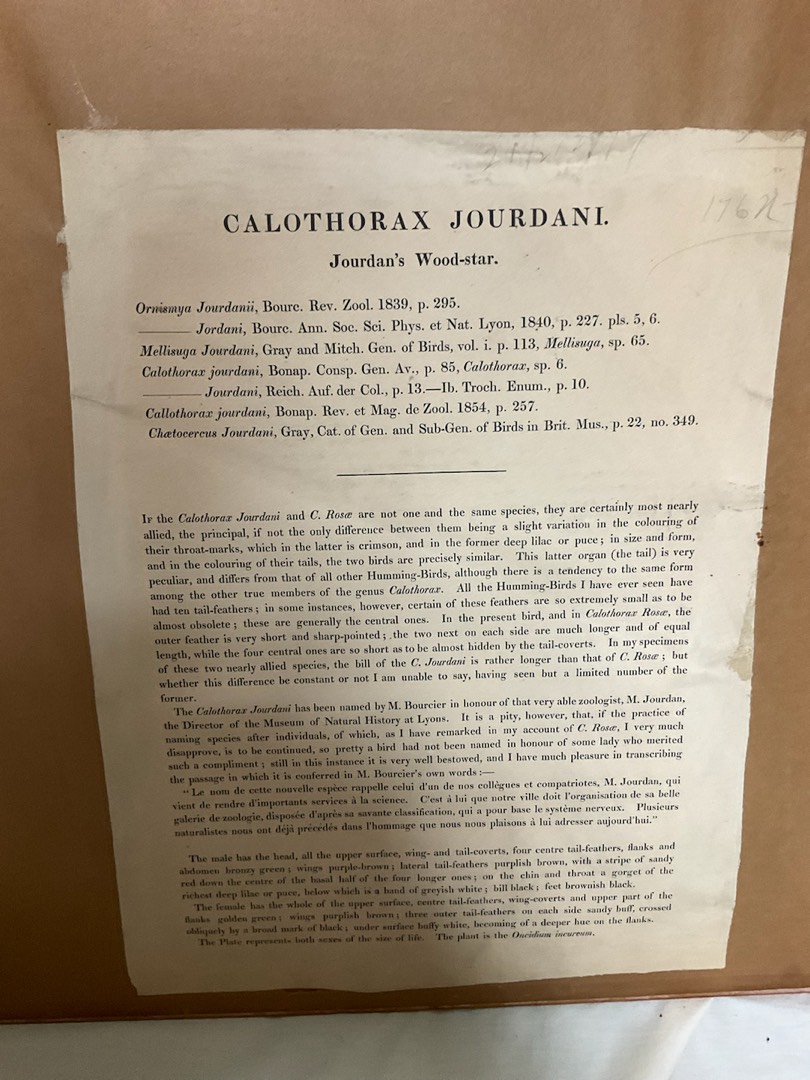 CALOTHORAX JOURDANI.
Jourdan's Wood-star.
Ornismya Jourdanii, Bourc. Rev. Zool. 1839, p. 295.
——— Jordani, Bourc. Ann. Soc. Sci. Phys. et Nat. Lyon, 1840, p. 227. pls. 5, 6.
Mellisuga Jourdani, Gray and Mitch. Gen. of Birds, vol. i. p. 113, Mellisuga, sp. 65.
Calothorax jourdani, Bonap. Consp. Gen. Av., p. 85, Calothorax, sp. 6.
——— Jourdani, Reich. Auf. der Col., p. 13.—Ib. Troch. Enum., p. 10.
Callothorax jourdani, Bonap. Rev. et Mag. de Zool. 1854, p. 257.
Chætocercus Jourdani, Gray, Cat. of Gen. and Sub-Gen. of Birds in Brit. Mus., p. 22, no. 349.
If the Calothorax Jourdani and C. Rosæ are not one and the same species, they are certainly most nearly
allied, the principal, if not the only difference between them being a slight variation in the colouring of
their throat-marks, which in the latter is crimson, and in the former deep lilac or puce; in size and form,
and in the colouring of their tails, the two birds are precisely similar. This latter organ (the tail) is very
peculiar, and differs from that of all other Humming-Birds, although there is a tendency to the same form
among the other true members of the genus Calothorax. All the Humming-Birds I have ever seen have
had ten tail-feathers; in some instances, however, certain of these feathers are so extremely small as to be
almost obsolete; these are generally the central ones. In the present bird, and in Calothorax Rosæ, the
outer feather is very short and sharp-pointed; the two next on each side are much longer and of equal
length, while the four central ones are so short as to be almost hidden by the tail-coverts. In my specimens
of these two nearly allied species, the bill of the C. Jourdani is rather longer than that of C. Rosæ; but
whether this difference be constant or not I am unable to say, having seen but a limited number of the
former.
The Calothorax Jourdani has been named by M. Bourcier in honour of that very able zoologist, M. Jourdan,
the Director of the Museum of Natural History at Lyons. It is a pity, however, that, if the practice of
naming species after individuals, of which, as I have remarked in my account of C. Rosæ, I very much
disapprove, is to be continued, so pretty a bird had not been named in honour of some lady who merited
such a compliment; still in this instance it is very well bestowed, and I have much pleasure in transcribing
the passage in which it is conferred in M. Bourcier's own words:—
"Le nom de cette nouvelle espèce rappelle celui d'un de nos collègues et compatriotes, M. Jourdan, qui
vient de rendre d'importants services à la science. C'est à lui que notre ville doit l'organisation de sa belle
galerie de zoologie, disposée d'après sa savante classification, qui a pour base le système nerveux. Plusieurs
naturalistes nous ont déjà précédés dans l'hommage que nous nous plaisons à lui adresser aujourd'hui."
The male has the head, all the upper surface, wing- and tail-coverts, four centre tail-feathers, flanks and
abdomen bronzy green; wings purple-brown; lateral tail-feathers purplish brown, with a stripe of sandy
red down the centre of the basal half of the four longer ones; on the chin and throat a gorget of the
richest deep lilac or puce, below which is a band of greyish white; bill black; feet brownish black.
The female has the whole of the upper surface, centre tail-feathers, wing-coverts and upper part of the
flanks golden green; wings purplish brown; three outer tail-feathers on each side sandy buff, crossed
obliquely by a broad mark of black; under surface buffy white, becoming of a deeper hue on the flanks.
The Plate represents both sexes of the size of life. The plant is the Oncidium incurvum.